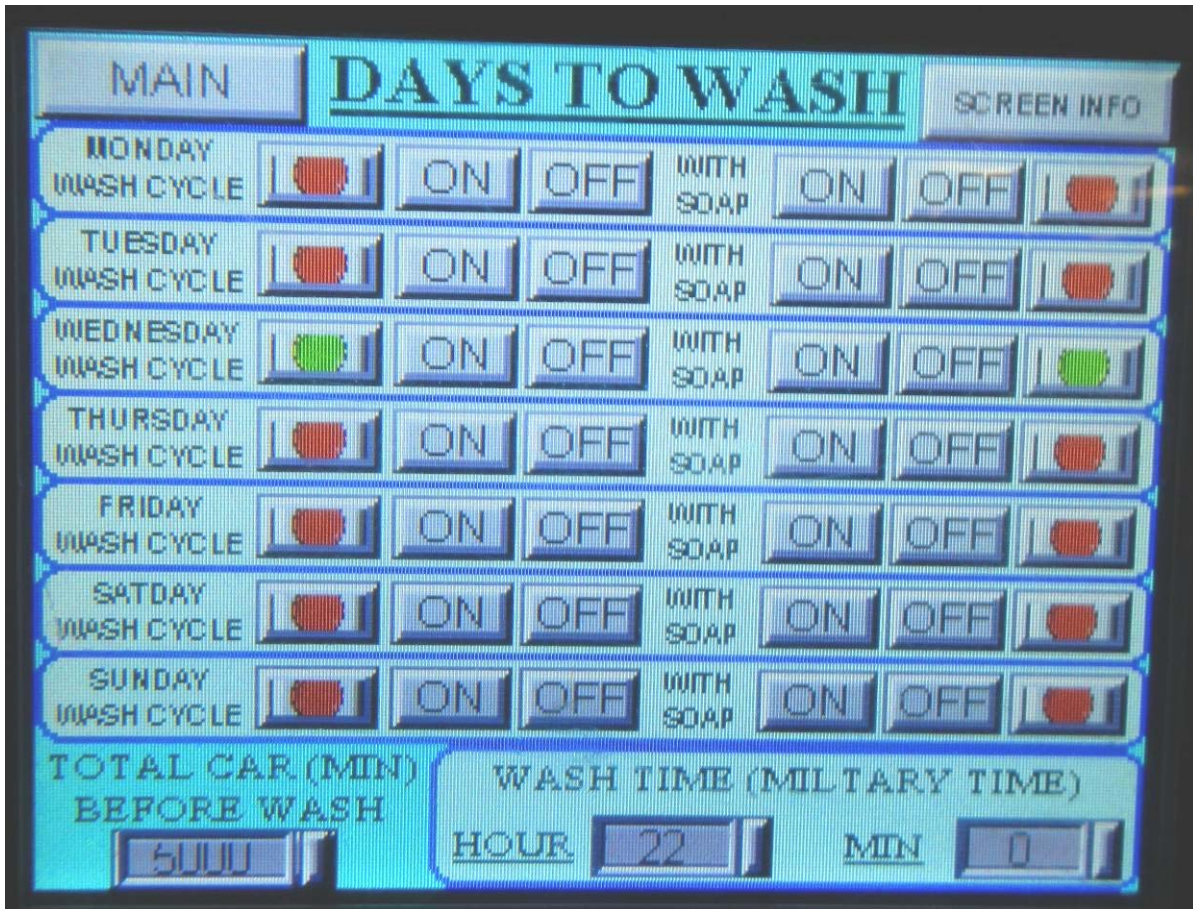 MAIN
DAYS TO WASH
SCREEN INFO
MONDAY
WASH CYCLE
ON
OFF
WITH
SOAP
ON
OFF
TUESDAY
WASH CYCLE
ON
OFF
WITH
SOAP
ON
OFF
WEDNESDAY
WASH CYCLE
ON
OFF
WITH
SOAP
ON
OFF
THURSDAY
WASH CYCLE
ON
OFF
WITH
SOAP
ON
OFF
FRIDAY
WASH CYCLE
ON
OFF
WITH
SOAP
ON
OFF
SATDAY
WASH CYCLE
ON
OFF
WITH
SOAP
ON
OFF
SUNDAY
WASH CYCLE
ON
OFF
WITH
SOAP
ON
OFF
TOTAL CAR (MIN)
BEFORE WASH
WASH TIME (MILTARY TIME)
HOUR 22 MIN 0